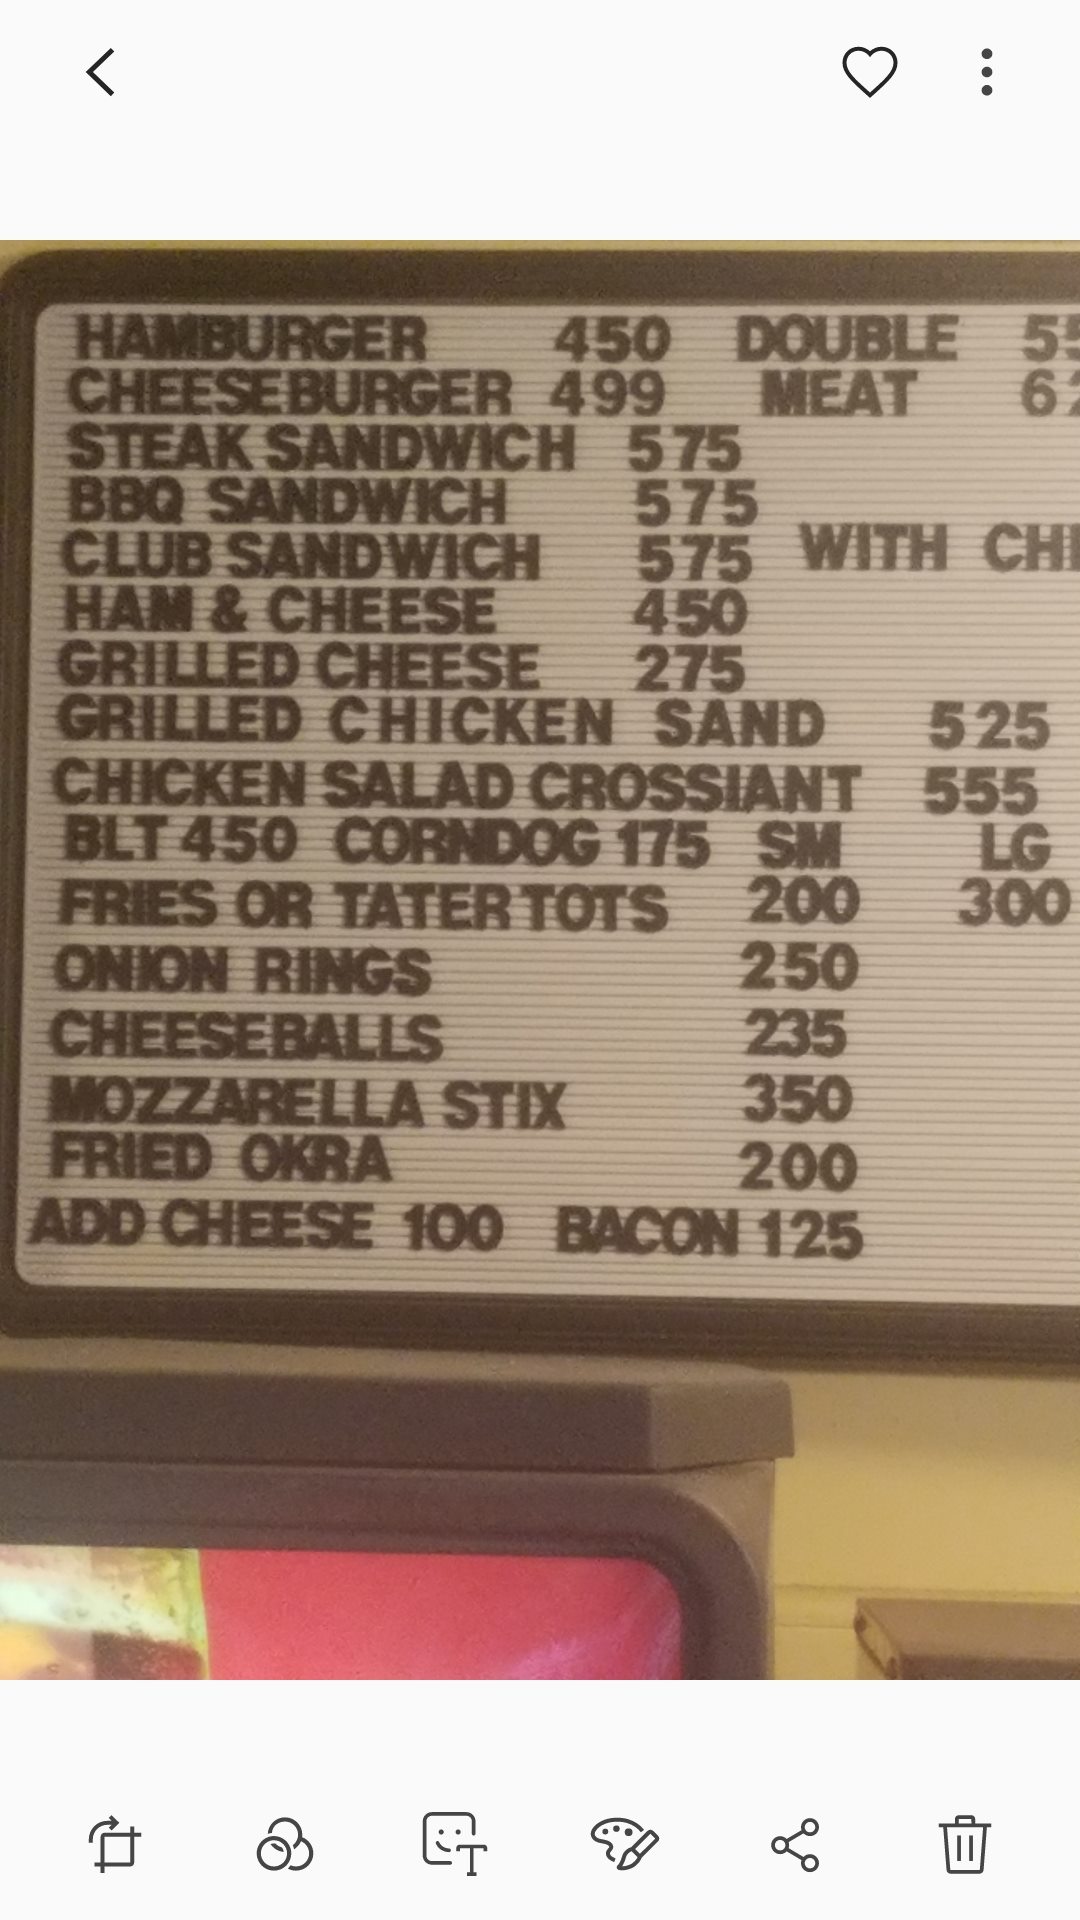 HAMBURGER 450 DOUBLE
CHEESEBURGER 499 MEAT
STEAK SANDWICH 575
BBQ SANDWICH 575
CLUB SANDWICH 575 WITH
HAM & CHEESE 450
GRILLED CHEESE 275
GRILLED CHICKEN SAND 525
CHICKEN SALAD CROSSIANT 555
BLT 450 CORNDOG 175 SM LG
FRIES OR TATER TOTS 200 300
ONION RINGS 250
CHEESEBALLS 235
MOZZARELLA STIX 350
FRIED OKRA 200
ADD CHEESE 100 BACON 125